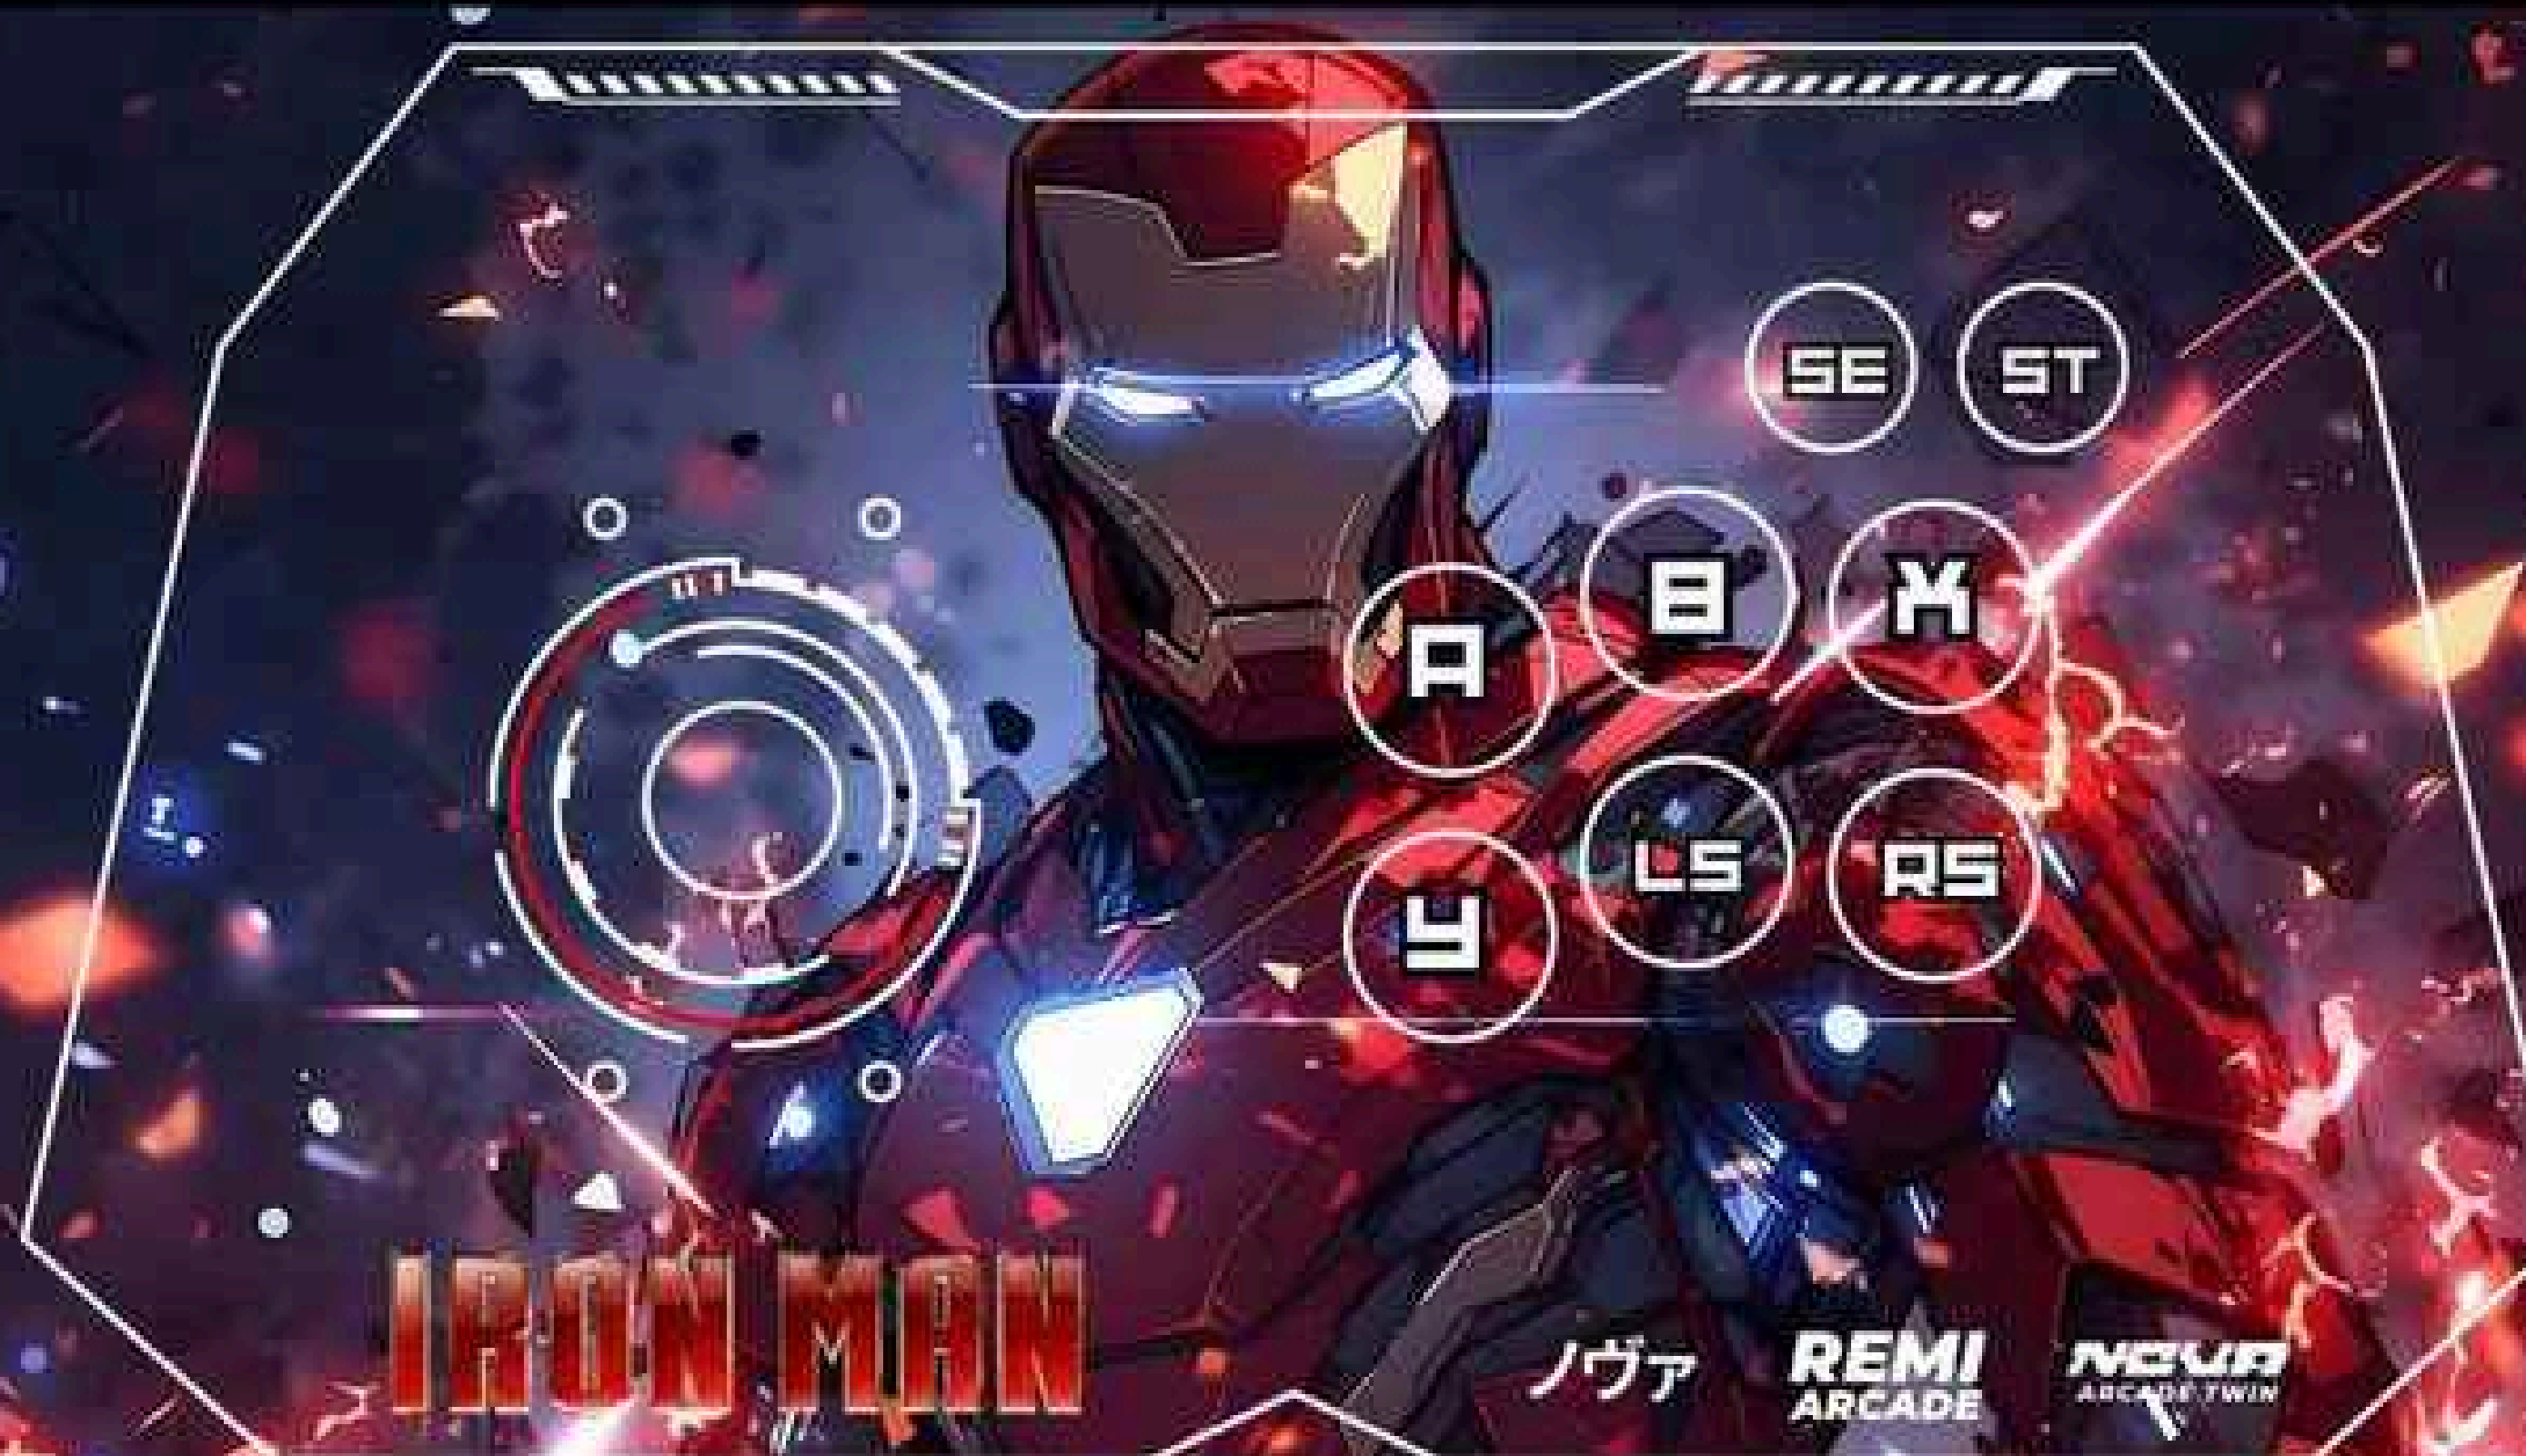 SE ST
A B X
Y LS RS
IRON MAN
ノヴァ
REMI
ARCADE
NOVA
ARCADE TWIN